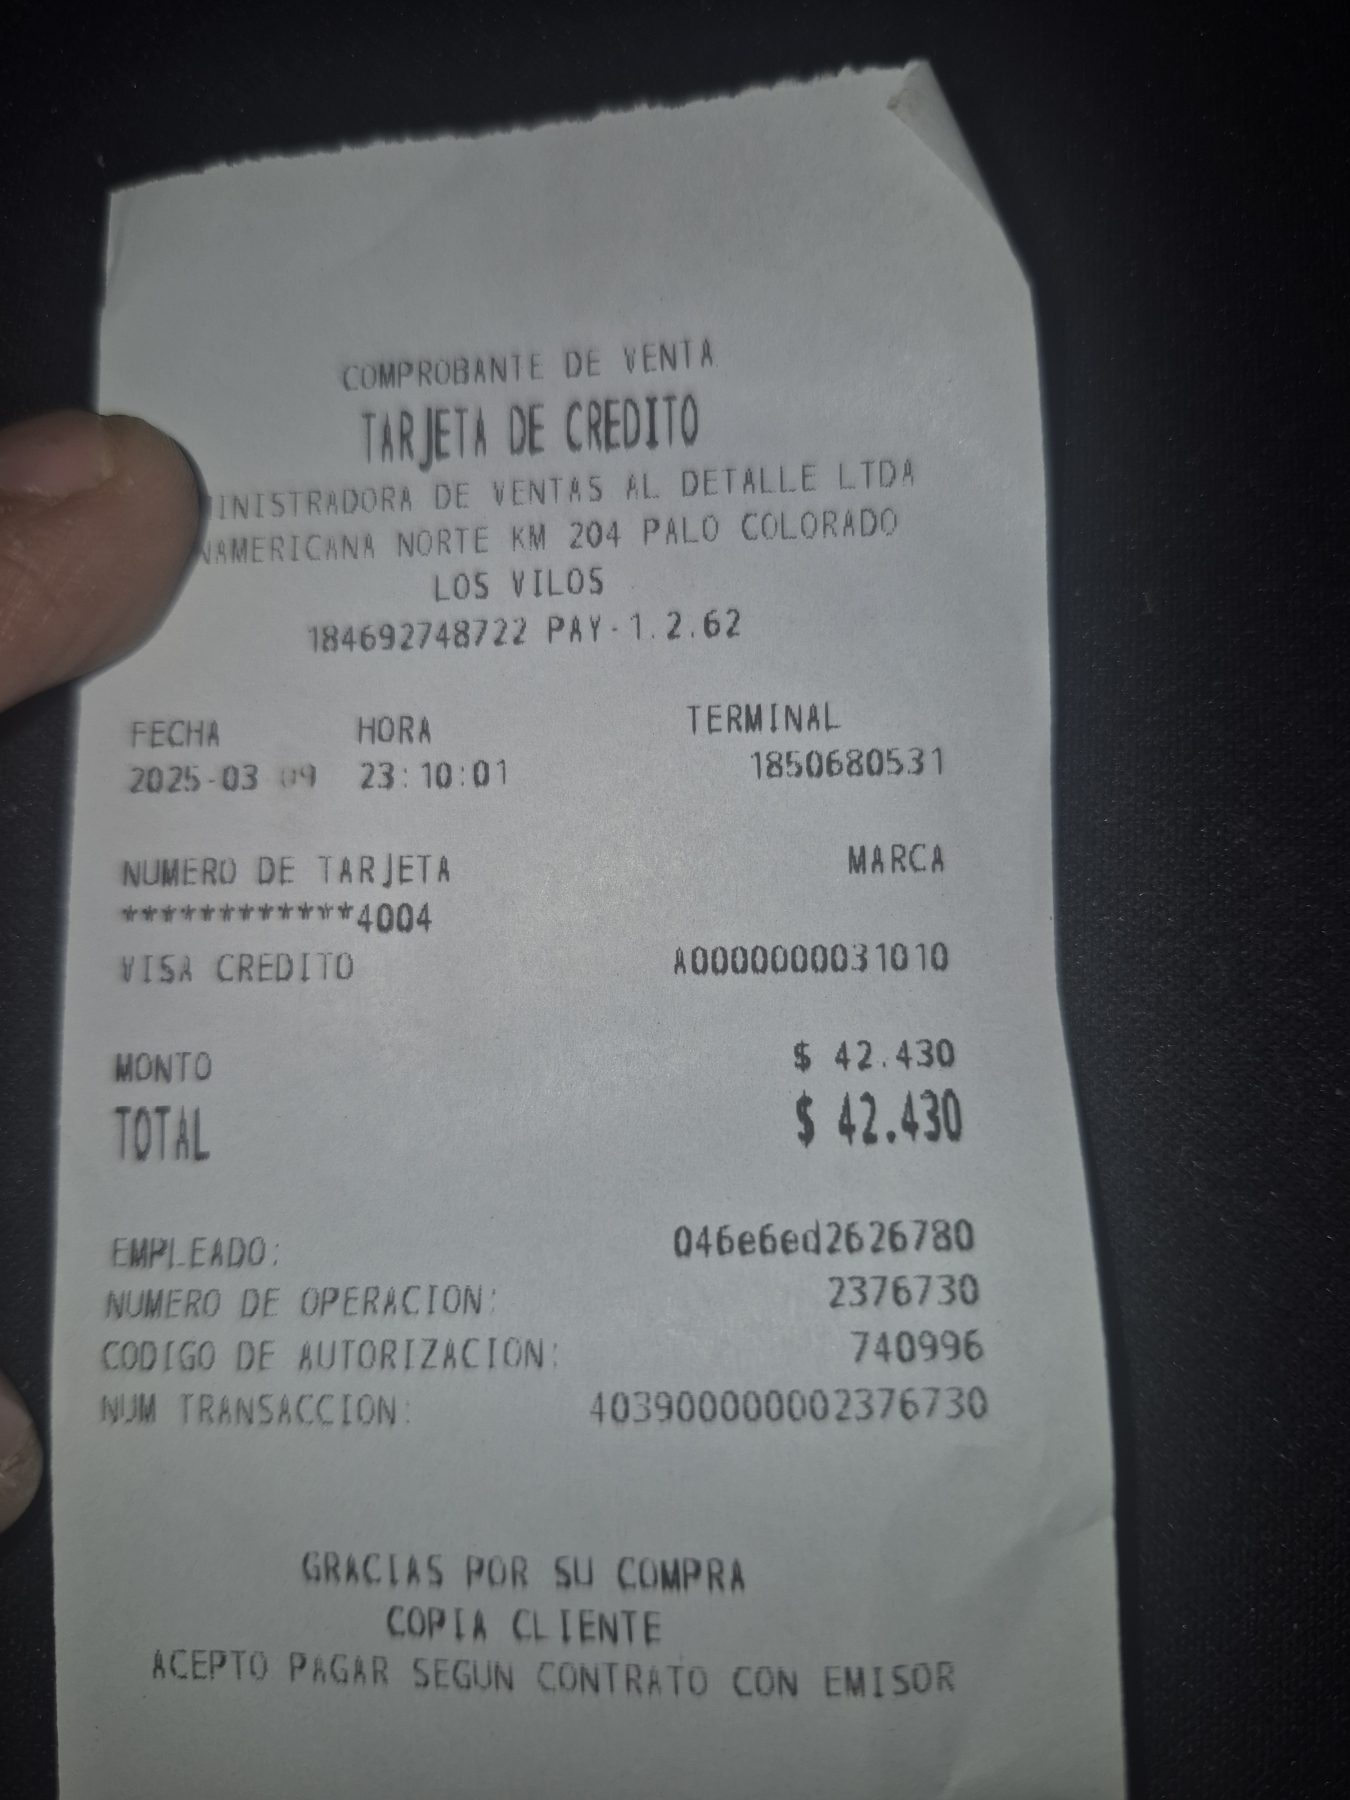 COMPROBANTE DE VENTA
TARJETA DE CREDITO
INISTRADORA DE VENTAS AL DETALLE LTDA
NAMERICANA NORTE KM 204 PALO COLORADO
LOS VILOS
184692748722 PAY-1.2.62
FECHA HORA TERMINAL
2025-03 09 23:10:01 1850680531
NUMERO DE TARJETA MARCA
************4004
VISA CREDITO A0000000031010
MONTO $ 42.430
TOTAL $ 42.430
EMPLEADO: 046e6ed2626780
NUMERO DE OPERACION: 2376730
CODIGO DE AUTORIZACION: 740996
NUM TRANSACCION: 403900000002376730
GRACIAS POR SU COMPRA
COPIA CLIENTE
ACEPTO PAGAR SEGUN CONTRATO CON EMISOR